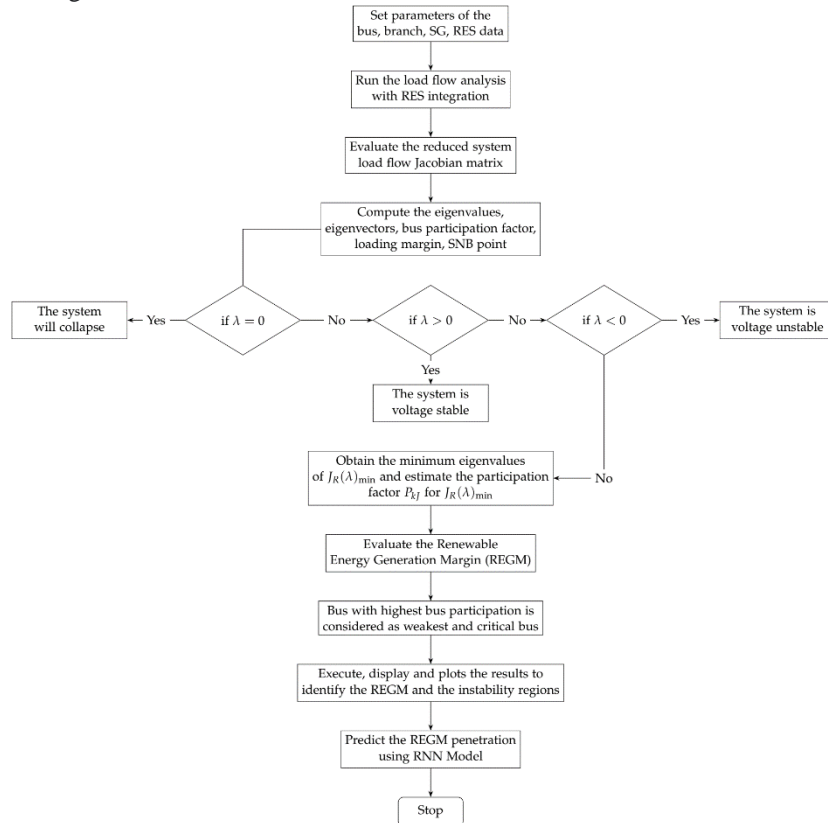 Set parameters of the
bus, branch, SG, RES data
Run the load flow analysis
with RES integration
Evaluate the reduced system
load flow Jacobian matrix
Compute the eigenvalues,
eigenvectors, bus participation factor,
loading margin, SNB point
The system
will collapse
Yes
if λ = 0
No
if λ > 0
No
if λ < 0
Yes
The system is
voltage unstable
Yes
The system is
voltage stable
No
Obtain the minimum eigenvalues
of J_R(λ)_min and estimate the participation
factor P_kJ for J_R(λ)_min
Evaluate the Renewable
Energy Generation Margin (REGM)
Bus with highest bus participation is
considered as weakest and critical bus
Execute, display and plots the results to
identify the REGM and the instability regions
Predict the REGM penetration
using RNN Model
Stop